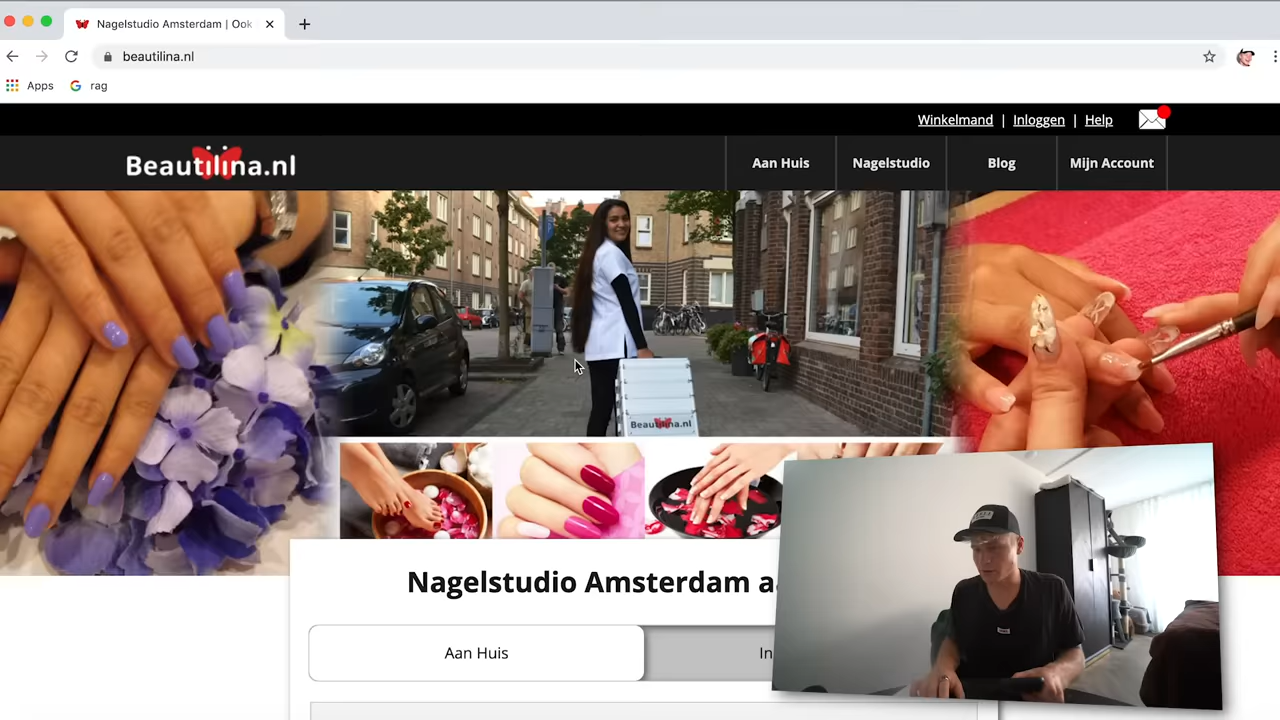 Nagelstudio Amsterdam | Ook
beautilina.nl
Apps
rag
Winkelmand | Inloggen | Help
Beautilina.nl
Aan Huis
Nagelstudio
Blog
Mijn Account
Beautilina.nl
Nagelstudio Amsterdam a
Aan Huis
In